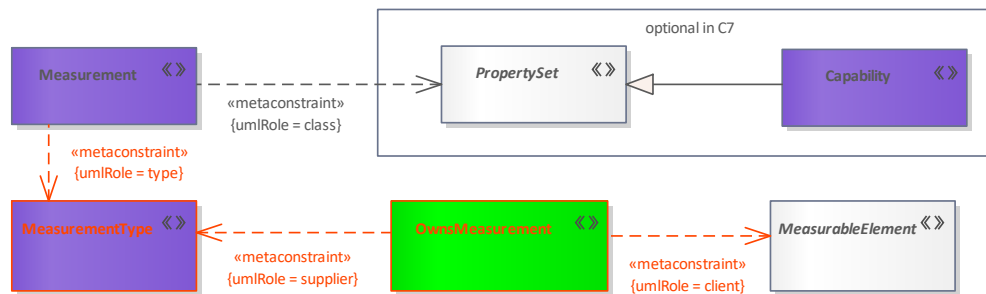 optional in C7
Measurement «»
PropertySet «»
Capability «»
«metaconstraint»
{umlRole = class}
«metaconstraint»
{umlRole = type}
MeasurementType «»
OwnsMeasurement «»
MeasurableElement «»
«metaconstraint»
{umlRole = supplier}
«metaconstraint»
{umlRole = client}